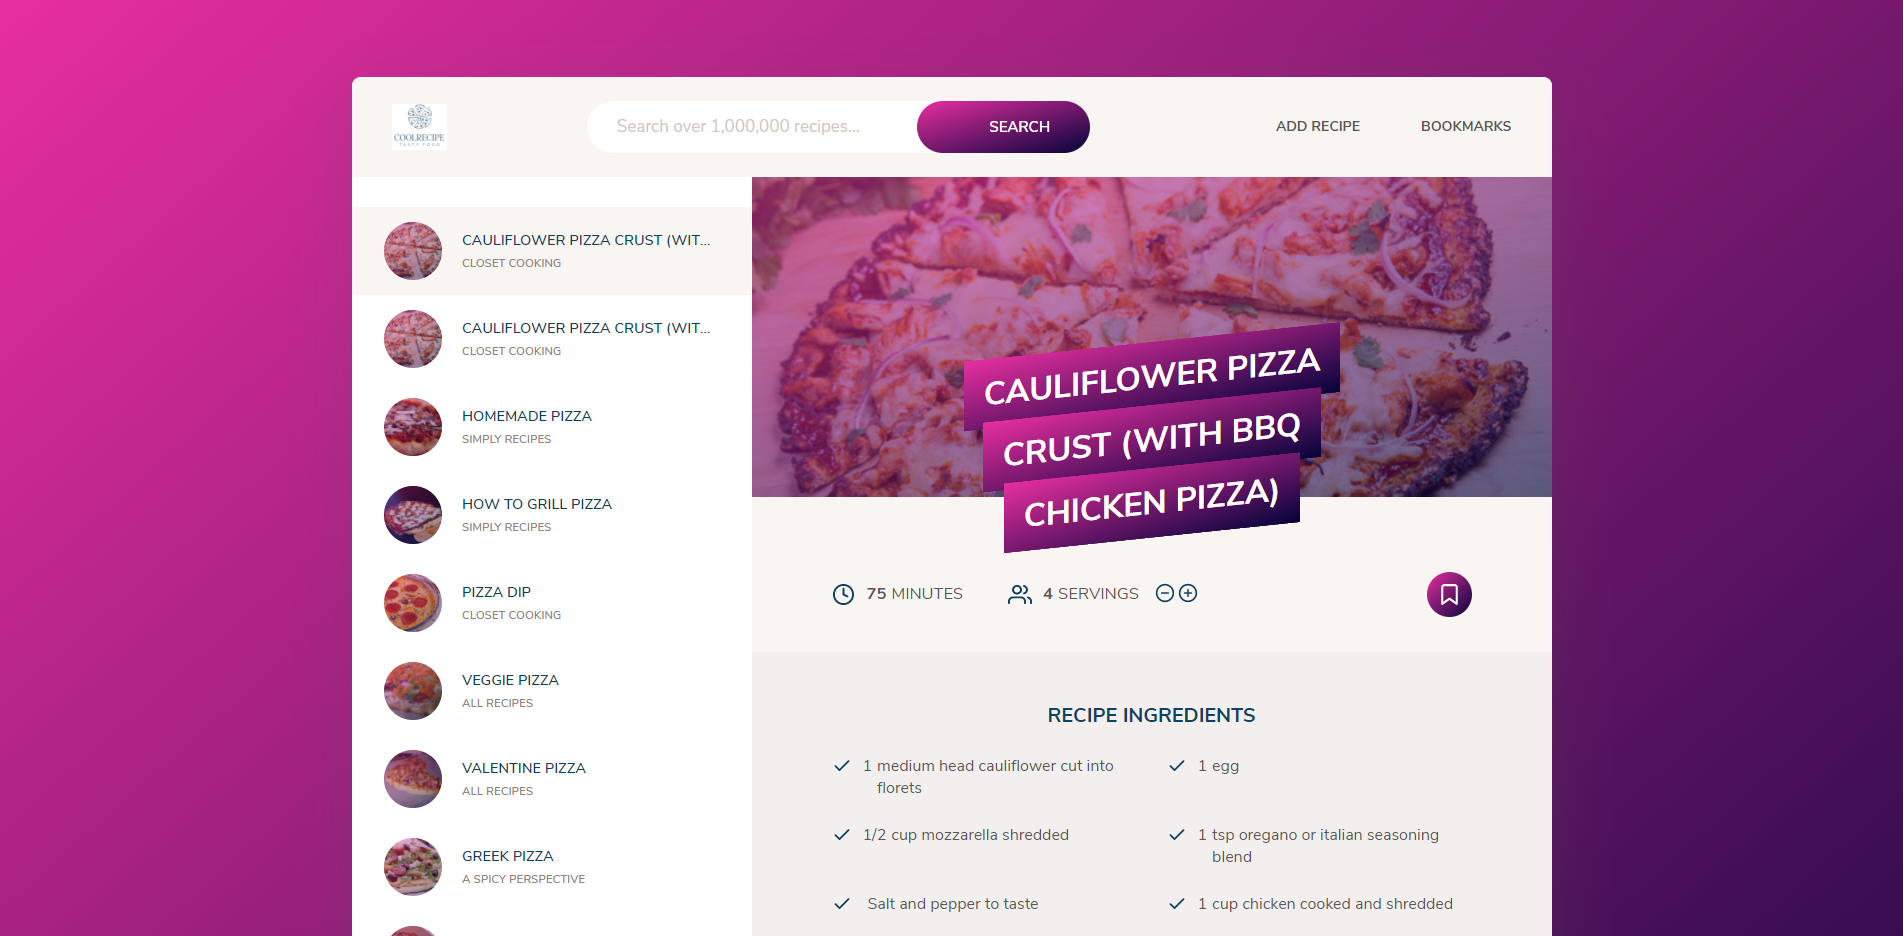 COOLRECIPE
TASTY FOOD
Search over 1,000,000 recipes...
SEARCH
ADD RECIPE
BOOKMARKS
CAULIFLOWER PIZZA CRUST (WIT...
CLOSET COOKING
CAULIFLOWER PIZZA CRUST (WIT...
CLOSET COOKING
HOMEMADE PIZZA
SIMPLY RECIPES
HOW TO GRILL PIZZA
SIMPLY RECIPES
PIZZA DIP
CLOSET COOKING
VEGGIE PIZZA
ALL RECIPES
VALENTINE PIZZA
ALL RECIPES
GREEK PIZZA
A SPICY PERSPECTIVE
CAULIFLOWER PIZZA
CRUST (WITH BBQ
CHICKEN PIZZA)
75 MINUTES
4 SERVINGS
RECIPE INGREDIENTS
1 medium head cauliflower cut into
florets
1 egg
1/2 cup mozzarella shredded
1 tsp oregano or italian seasoning
blend
Salt and pepper to taste
1 cup chicken cooked and shredded